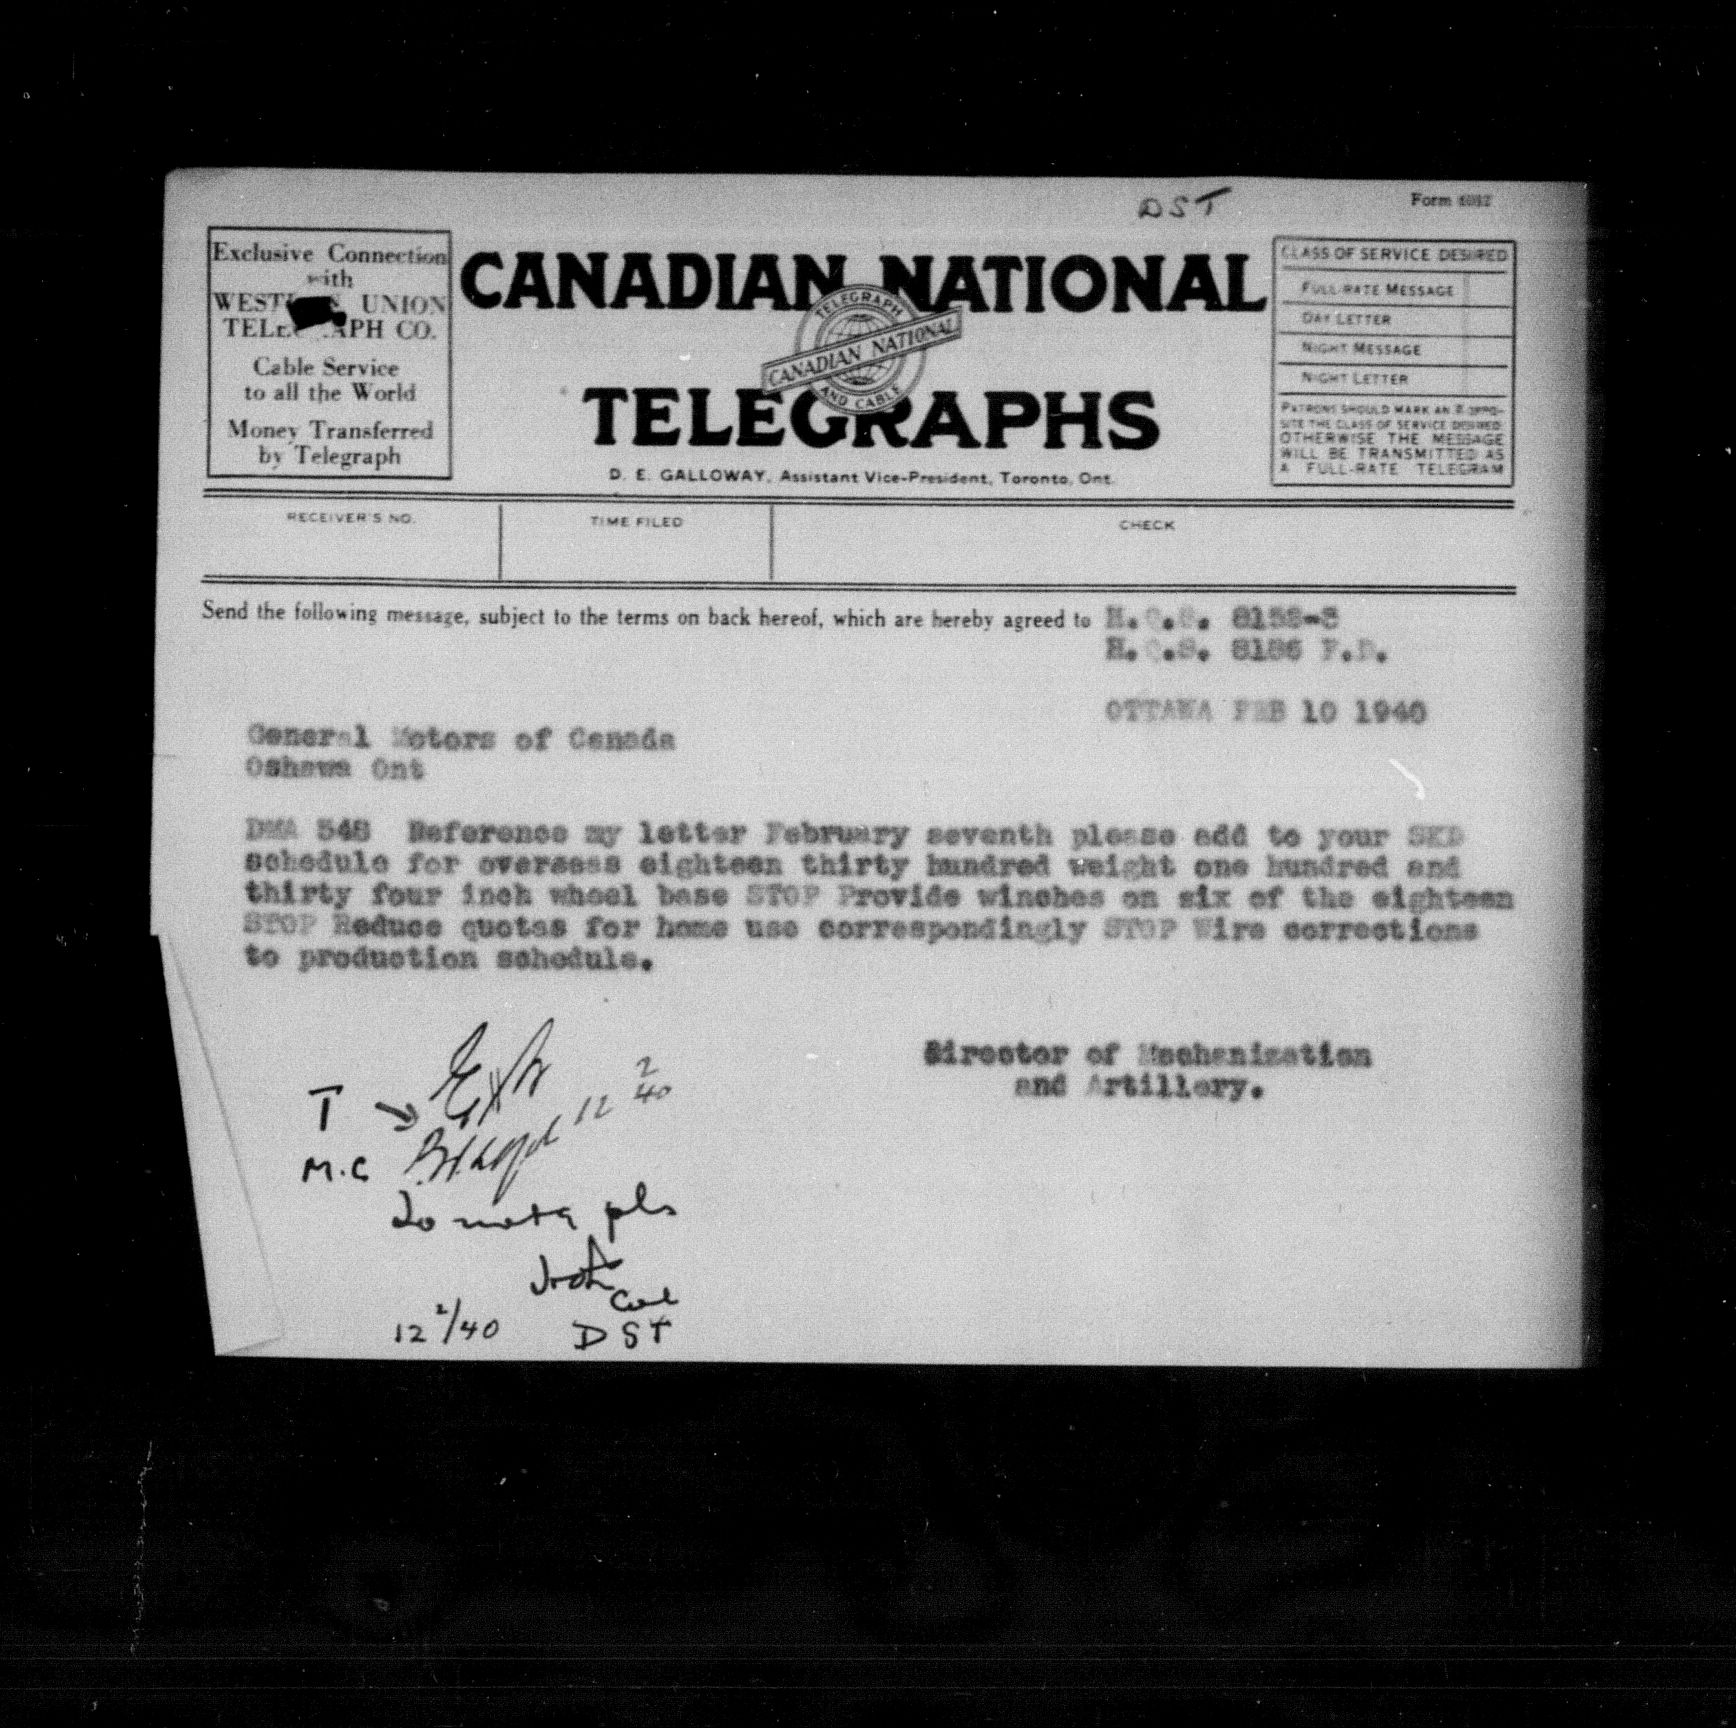 DST
Form
Exclusive Connection
with
UNION
CO.
Cable Service
to all the World
Money Transferred
by Telegraph
CANADIAN NATIONAL
TELEGRAPH
CANADIAN NATIONAL
AND CABLE
TELEGRAPHS
D. E. GALLOWAY, Assistant Vice-President, Toronto, Ont.
CLASS OF SERVICE DESIRED
FULL-RATE MESSAGE
DAY LETTER
NIGHT MESSAGE
NIGHT LETTER
PATRONS SHOULD MARK AN X OPPO-
SITE THE CLASS OF SERVICE DESIRED
OTHERWISE THE MESSAGE
WILL BE TRANSMITTED AS
A FULL-RATE TELEGRAM
RECEIVER'S NO.
TIME FILED
CHECK
Send the following message, subject to the terms on back hereof, which are hereby agreed to
H.Q.S.
H.Q.S. 8186 F.D.
OTTAWA FEB 10 1940
General Motors of Canada
Oshawa Ont
DMA 548 Reference my letter February seventh please add to your SKD
schedule for overseas eighteen thirty hundred weight one hundred and
thirty four inch wheel base STOP Provide winches on six of the eighteen
STOP Reduce quotas for home use correspondingly STOP Wire corrections
to production schedule.
Director of Mechanization
and Artillery.
T
12 2/40
M.C
To note pls
Col
12 2/40 DST